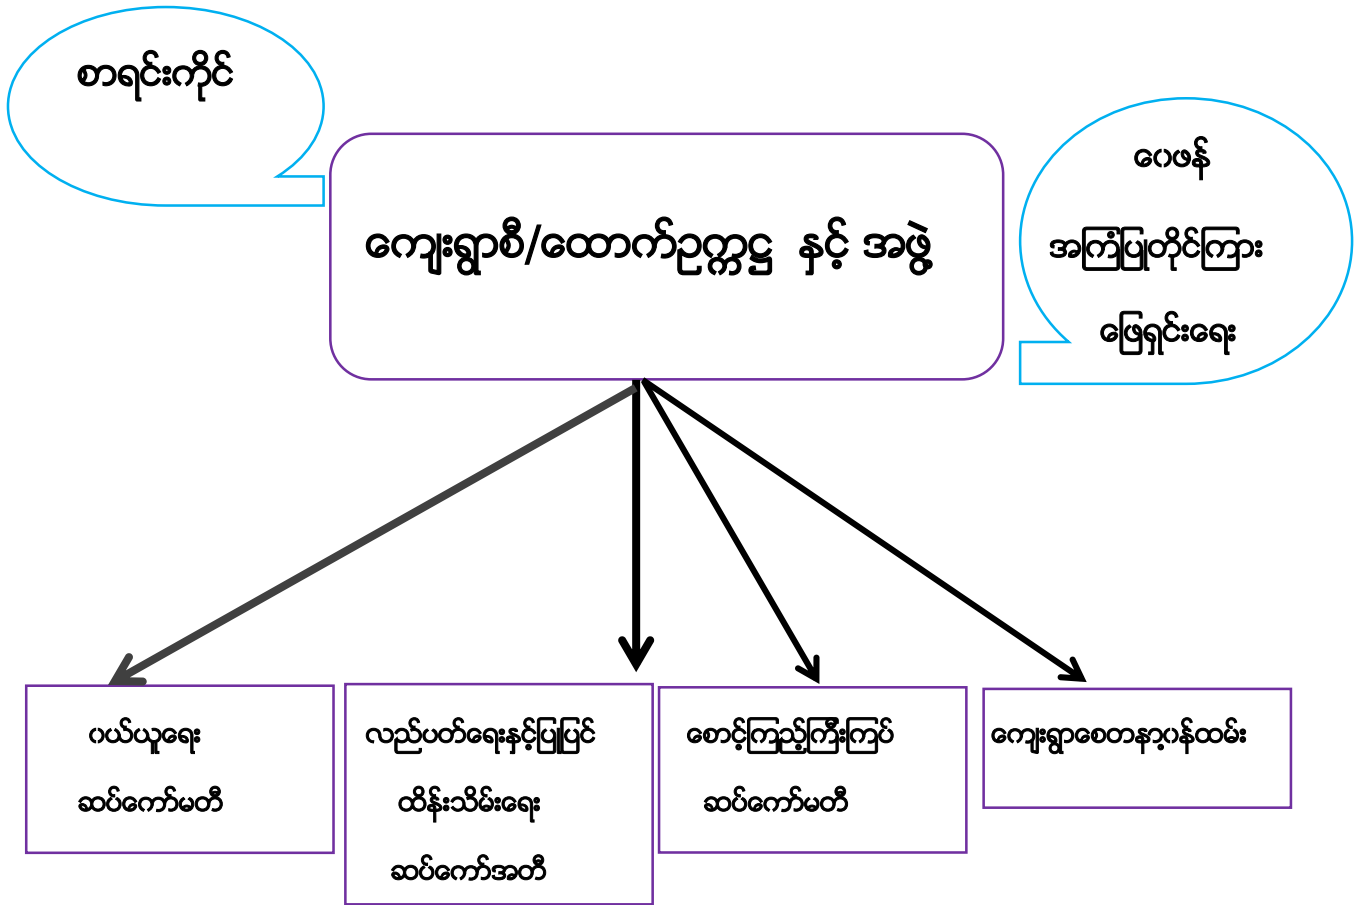 စာရင်းကိုင်
ကျေးရွာစီ/ထောက်ဥက္ကဋ္ဌ နှင့် အဖွဲ့
ဝေဖန်
အကြံပြုတိုင်ကြား
ဖြေရှင်းရေး
ဝယ်ယူရေး
ဆပ်ကော်မတီ
လည်ပတ်ရေးနှင့်ပြုပြင်
ထိန်းသိမ်းရေး
ဆပ်ကော်အတီ
စောင့်ကြည့်ကြီးကြပ်
ဆပ်ကော်မတီ
ကျေးရွာစေတနာ့ဝန်ထမ်း